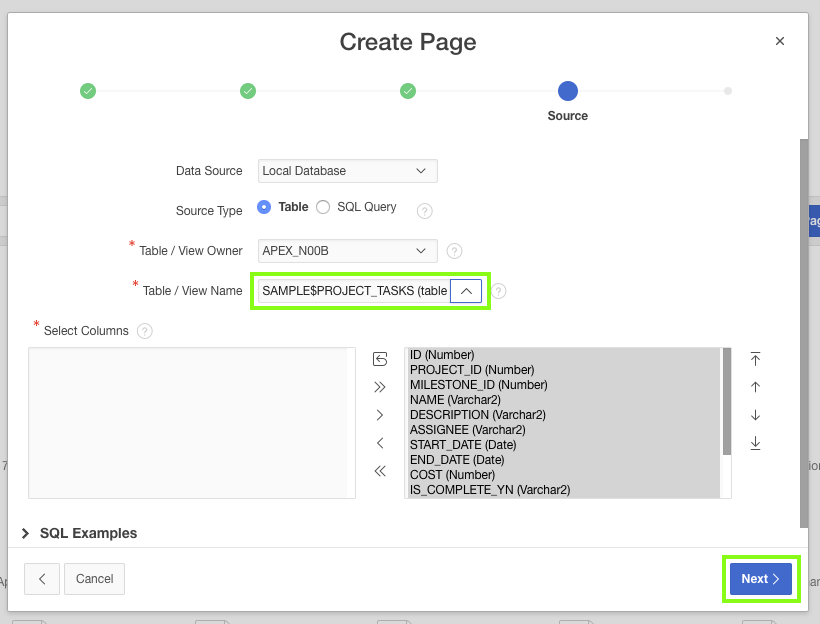 Create Page
Source
Data Source Local Database
Source Type Table SQL Query ?
* Table / View Owner APEX_N00B ?
* Table / View Name SAMPLE$PROJECT_TASKS (table ?
* Select Columns ?
ID (Number)
PROJECT_ID (Number)
MILESTONE_ID (Number)
NAME (Varchar2)
DESCRIPTION (Varchar2)
ASSIGNEE (Varchar2)
START_DATE (Date)
END_DATE (Date)
COST (Number)
IS_COMPLETE_YN (Varchar2)
SQL Examples
Cancel
Next